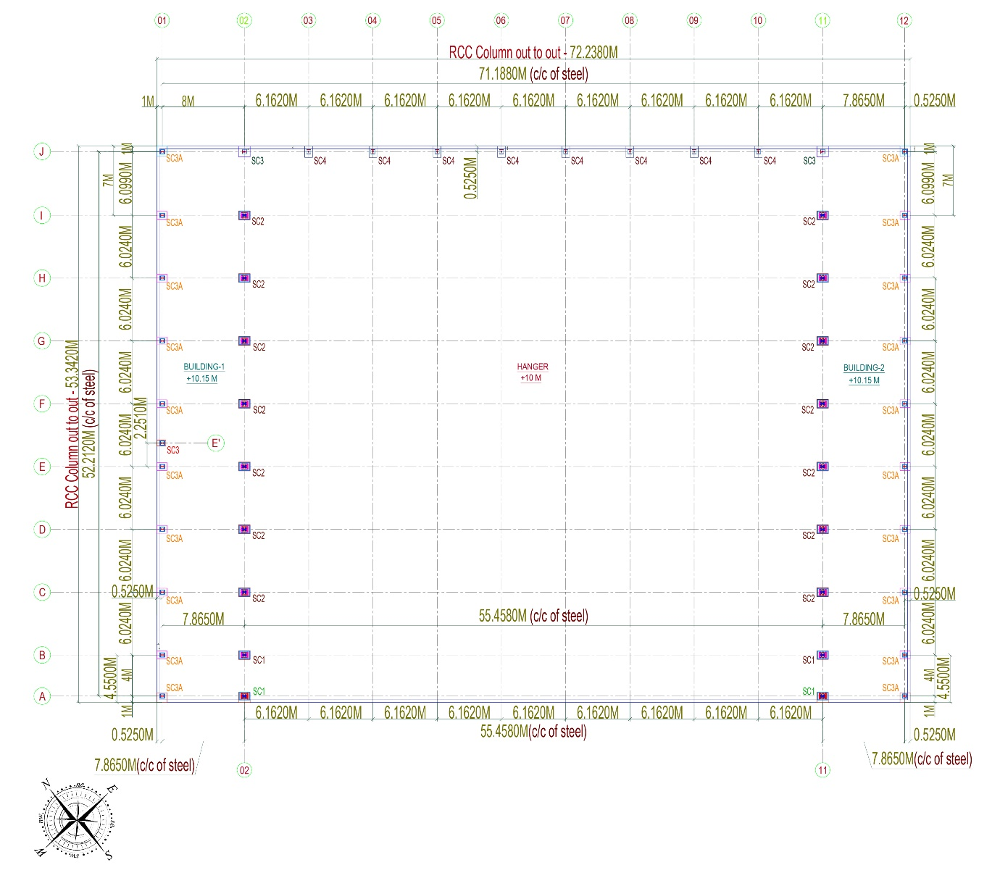 01 02 03 04 05 06 07 08 09 10 11 12
RCC Column out to out - 72.2380M
71.1880M (c/c of steel)
1M 8M 6.1620M 6.1620M 6.1620M 6.1620M 6.1620M 6.1620M 6.1620M 6.1620M 6.1620M 7.8650M 0.5250M
J 1M 1M
SC3A SC3 SC4 SC4 SC4 SC4 SC4 SC4 SC4 SC4 SC3 SC3A
7M 6.0990M 0.5250M 6.0990M 7M
I SC3A SC2 SC2 SC3A
6.0240M 6.0240M
H SC3A SC2 SC2 SC3A
6.0240M 6.0240M
G SC3A SC2 SC2 SC3A
RCC Column out to out - 53.3420M
52.2120M (c/c of steel)
6.0240M 6.0240M
BUILDING-1 HANGER BUILDING-2
+10.15 M +10 M +10.15 M
F SC3A SC2 SC2 SC3A
6.0240M 2.2510M 6.0240M
E'
SC3
E SC3A SC2 SC2 SC3A
6.0240M 6.0240M
D SC3A SC2 SC2 SC3A
6.0240M 6.0240M
C 0.5250M 0.5250M
SC3A SC2 SC2 SC3A
6.0240M 7.8650M 55.4580M (c/c of steel) 7.8650M 6.0240M
B SC3A SC1 SC1 SC3A
4.5500M 4M 4M 4.5500M
SC3A SC1 SC1 SC3A
A
1M 6.1620M 6.1620M 6.1620M 6.1620M 6.1620M 6.1620M 6.1620M 6.1620M 6.1620M 1M
0.5250M 55.4580M(c/c of steel) 0.5250M
7.8650M(c/c of steel) 7.8650M(c/c of steel)
02 11
N ne E
nw se
W sw S